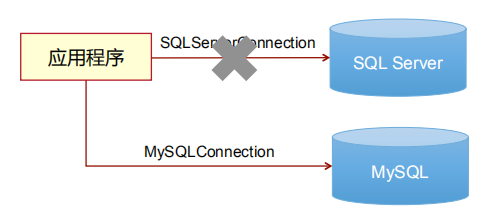 应用程序
SQLServerConnection
SQL Server
MySQLConnection
MySQL